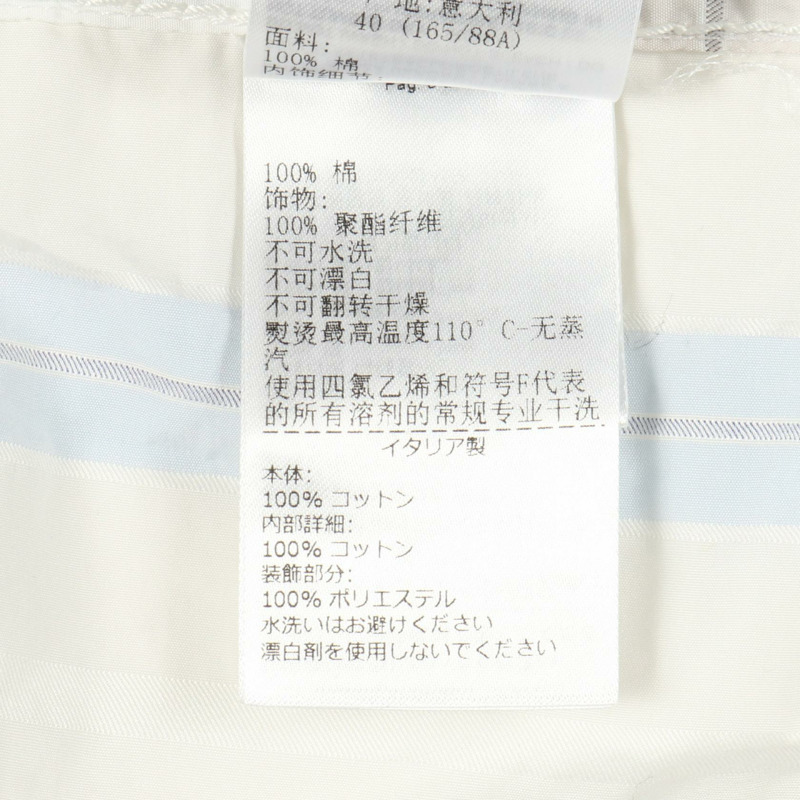 地:意大利
40 (165/88A)
面料:
100% 棉
内饰细节:
Pag
100% 棉
饰物:
100% 聚酯纤维
不可水洗
不可漂白
不可翻转干燥
熨烫最高温度110° C-无蒸
汽
使用四氯乙烯和符号F代表
的所有溶剂的常规专业干洗
イタリア製
本体:
100% コットン
内部詳細:
100% コットン
装飾部分:
100% ポリエステル
水洗いはお避けください
漂白剤を使用しないでください